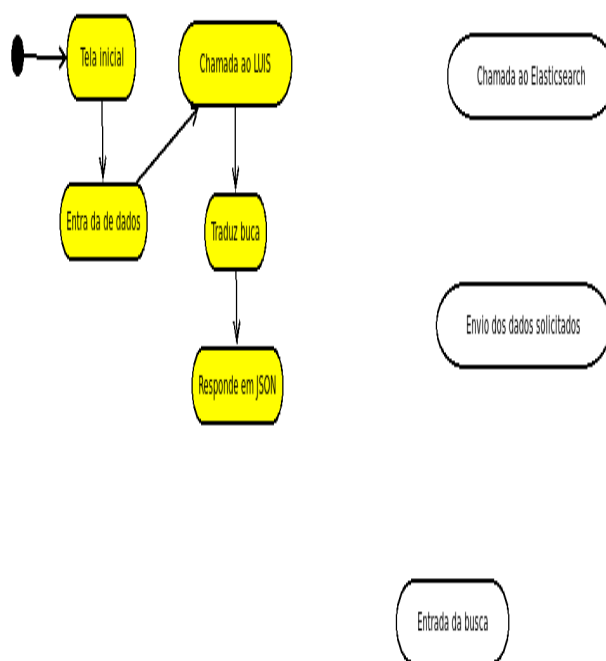 Tela inicial
Chamada ao LUIS
Chamada ao Elasticsearch
Entra da de dados
Traduz buca
Envio dos dados solicitados
Responde em JSON
Entrada da busca